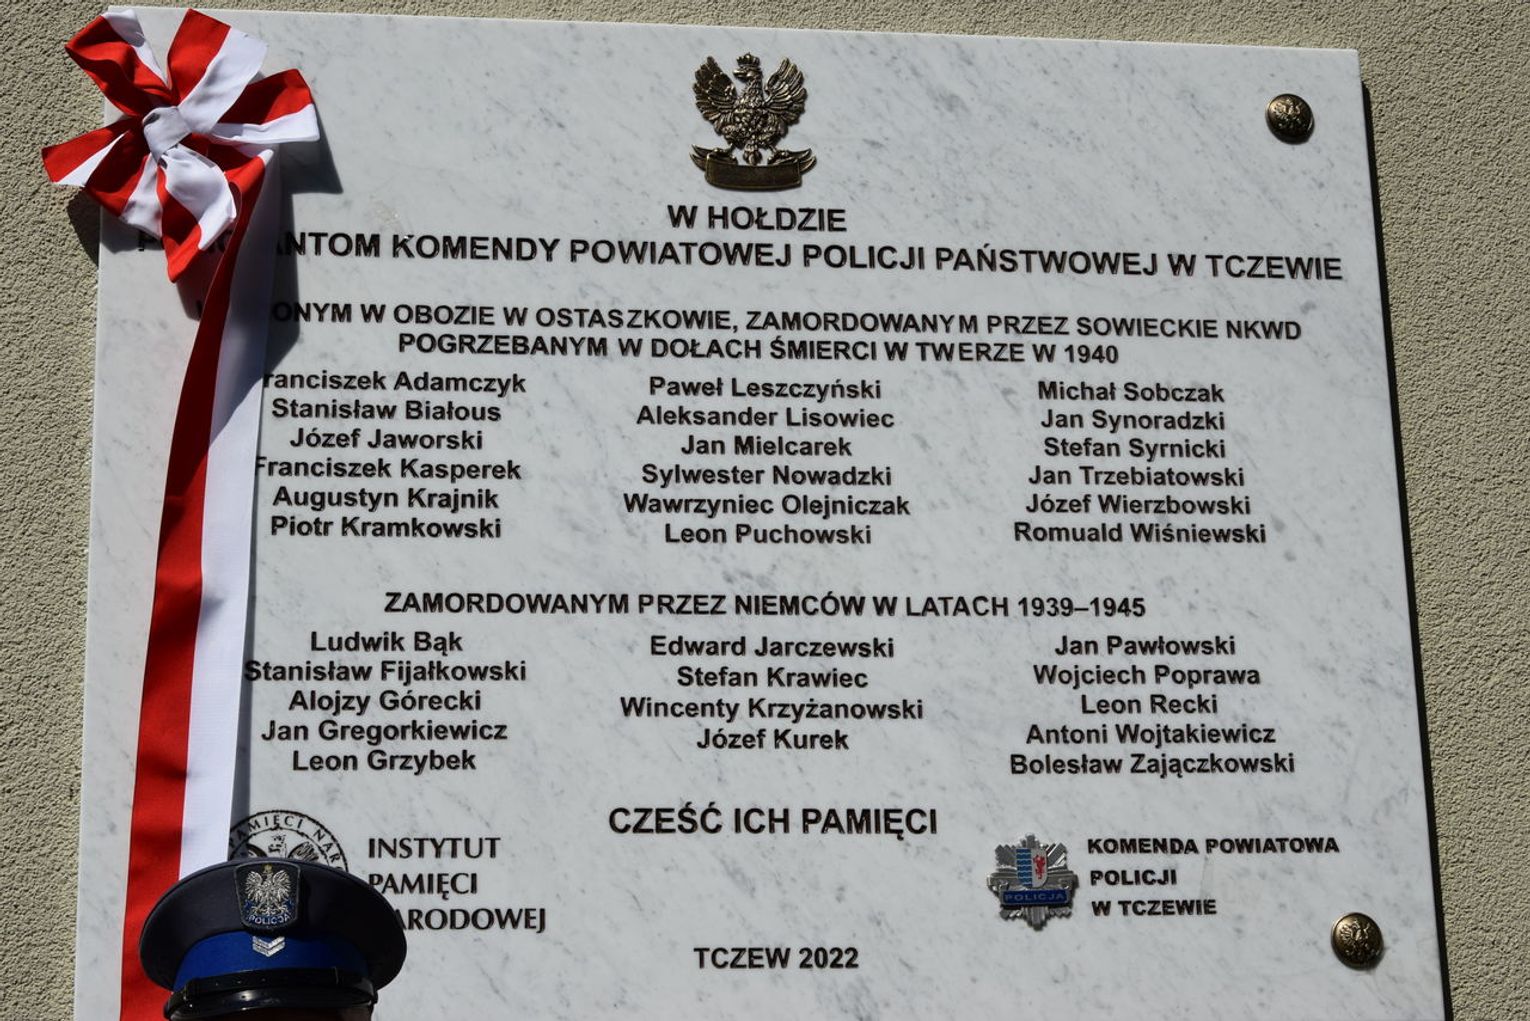 W HOŁDZIE
KOMENDY POWIATOWEJ POLICJI PAŃSTWOWEJ W TCZEWIE
W OBOZIE W OSTASZKOWIE, ZAMORDOWANYM PRZEZ SOWIECKIE NKWD
POGRZEBANYM W DOŁACH ŚMIERCI W TWERZE W 1940
Franciszek Adamczyk Paweł Leszczyński Michał Sobczak
Stanisław Białous Aleksander Lisowiec Jan Synoradzki
Józef Jaworski Jan Mielcarek Stefan Syrnicki
Franciszek Kasperek Sylwester Nowadzki Jan Trzebiatowski
Augustyn Krajnik Wawrzyniec Olejniczak Józef Wierzbowski
Piotr Kramkowski Leon Puchowski Romuald Wiśniewski
ZAMORDOWANYM PRZEZ NIEMCÓW W LATACH 1939–1945
Ludwik Bąk Edward Jarczewski Jan Pawłowski
Stanisław Fijałkowski Stefan Krawiec Wojciech Poprawa
Alojzy Górecki Wincenty Krzyżanowski Leon Recki
Jan Gregorkiewicz Józef Kurek Antoni Wojtakiewicz
Leon Grzybek Bolesław Zajączkowski
CZEŚĆ ICH PAMIĘCI
INSTYTUT
PAMIĘCI
NARODOWEJ
KOMENDA POWIATOWA
POLICJI
W TCZEWIE
POLICJA
POLICJA
TCZEW 2022